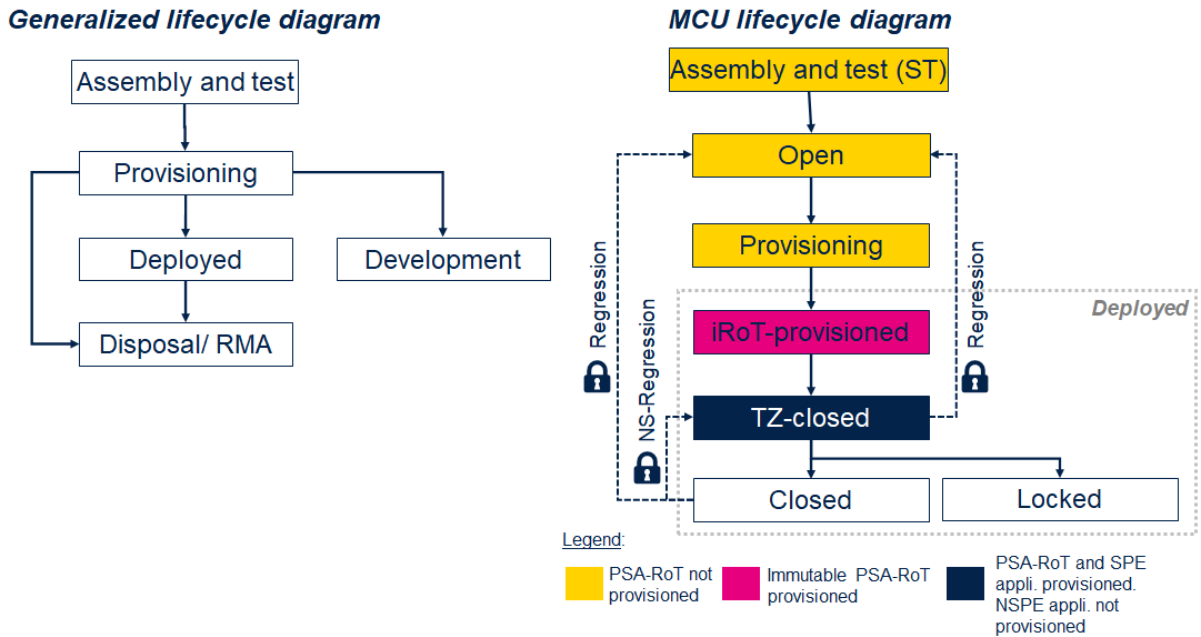 Generalized lifecycle diagram
Assembly and test
Provisioning
Deployed
Development
Disposal/ RMA
MCU lifecycle diagram
Assembly and test (ST)
Open
Provisioning
Deployed
iRoT-provisioned
TZ-closed
Closed
Locked
Regression
NS-Regression
Regression
Legend:
PSA-RoT not
provisioned
Immutable PSA-RoT
provisioned
PSA-RoT and SPE
appli. provisioned.
NSPE appli. not
provisioned